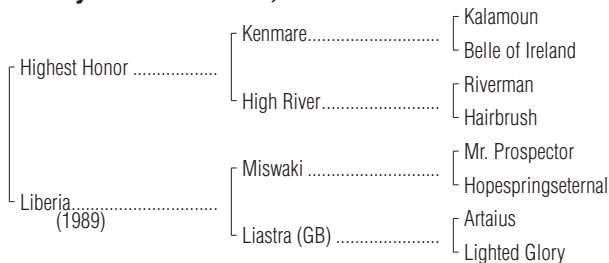 Kalamoun
Kenmare..................................
Belle of Ireland
Highest Honor ......................
Riverman
High River..............................
Hairbrush
Mr. Prospector
Miswaki .................................
Hopespringseternal
Liberia.....................................
(1989)
Artaius
Liastra (GB) ..........................
Lighted Glory